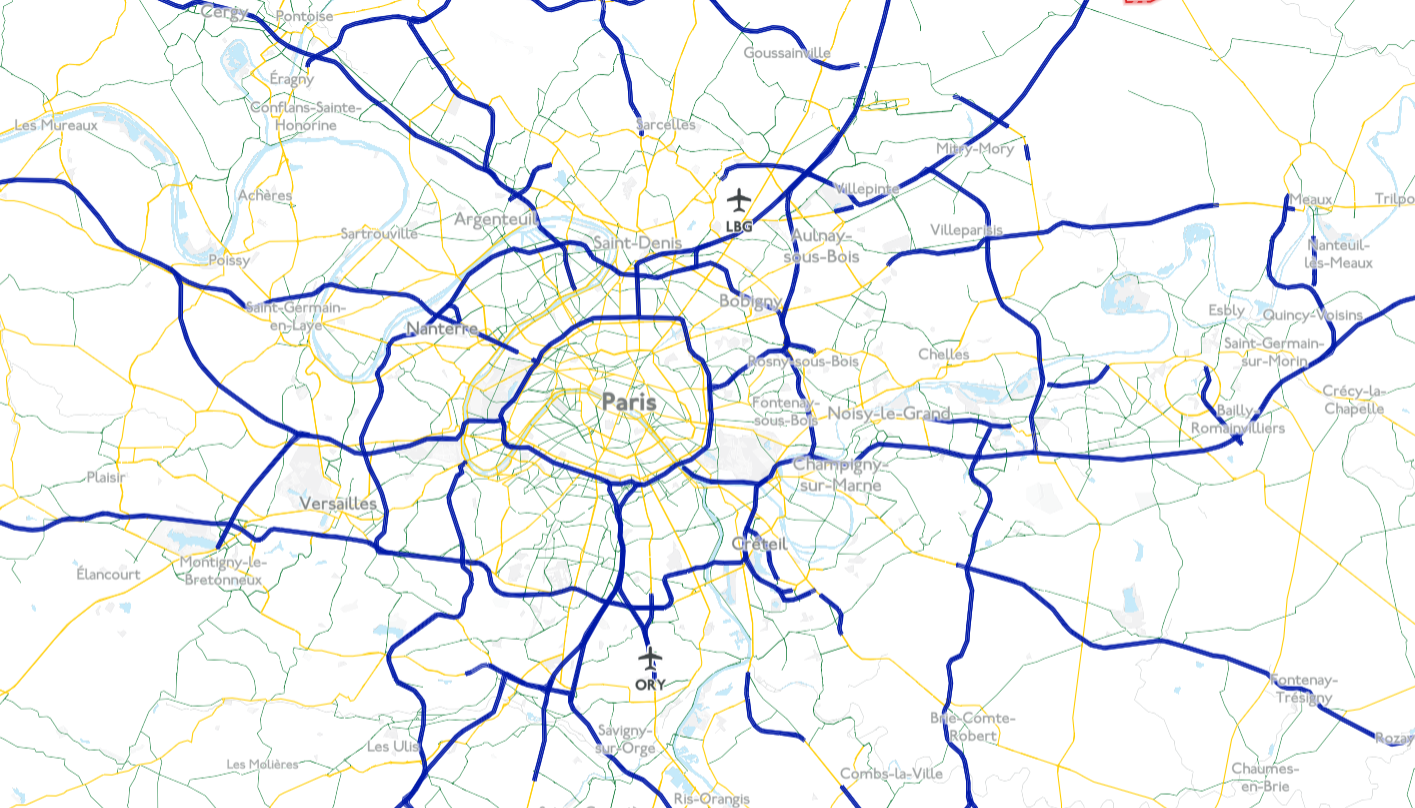 Cergy
Pontoise
Goussainville
Éragny
Conflans-Sainte-
Honorine
Les Mureaux
Sarcelles
Mitry-Mory
Achères
Villepinte
Meaux
Trilpo
Argenteuil
LBG
Sartrouville
Saint-Denis
Aulnay-
sous-Bois
Villeparisis
Nanteuil-
lès-Meaux
Poissy
Bobigny
Saint-Germain-
en-Laye
Esbly
Quincy-Voisins
Nanterre
Saint-Germain-
sur-Morin
Rosny-sous-Bois
Chelles
Crécy-la-
Chapelle
Paris
Fontenay-
sous-Bois
Noisy-le-Grand
Bailly-
Romainvilliers
Champigny-
sur-Marne
Plaisir
Versailles
Créteil
Montigny-le-
Bretonneux
Élancourt
ORY
Fontenay-
Trésigny
Brie-Comte-
Robert
Savigny-
sur-Orge
Les Ulis
Rozay
Les Molières
Combs-la-Ville
Chaumes-
en-Brie
Ris-Orangis